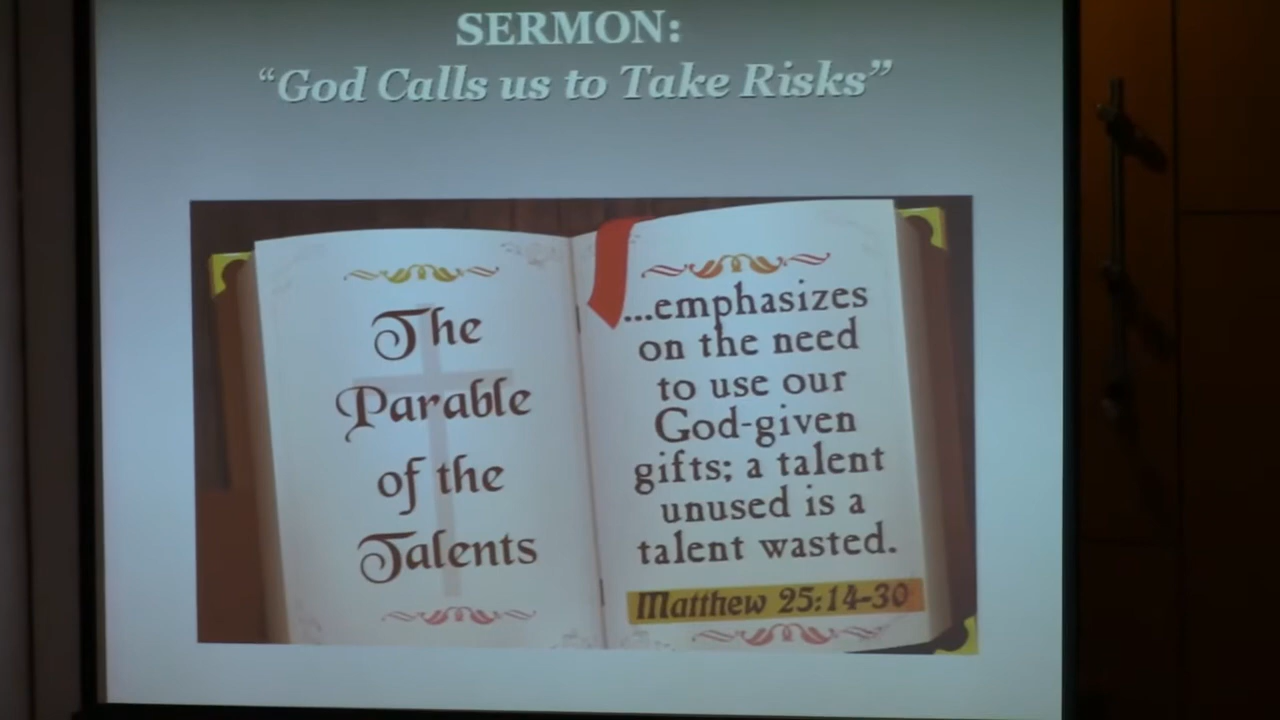 SERMON:
“God Calls us to Take Risks”
The
Parable
of the
Talents
...emphasizes
on the need
to use our
God-given
gifts; a talent
unused is a
talent wasted.
Matthew 25:14-30